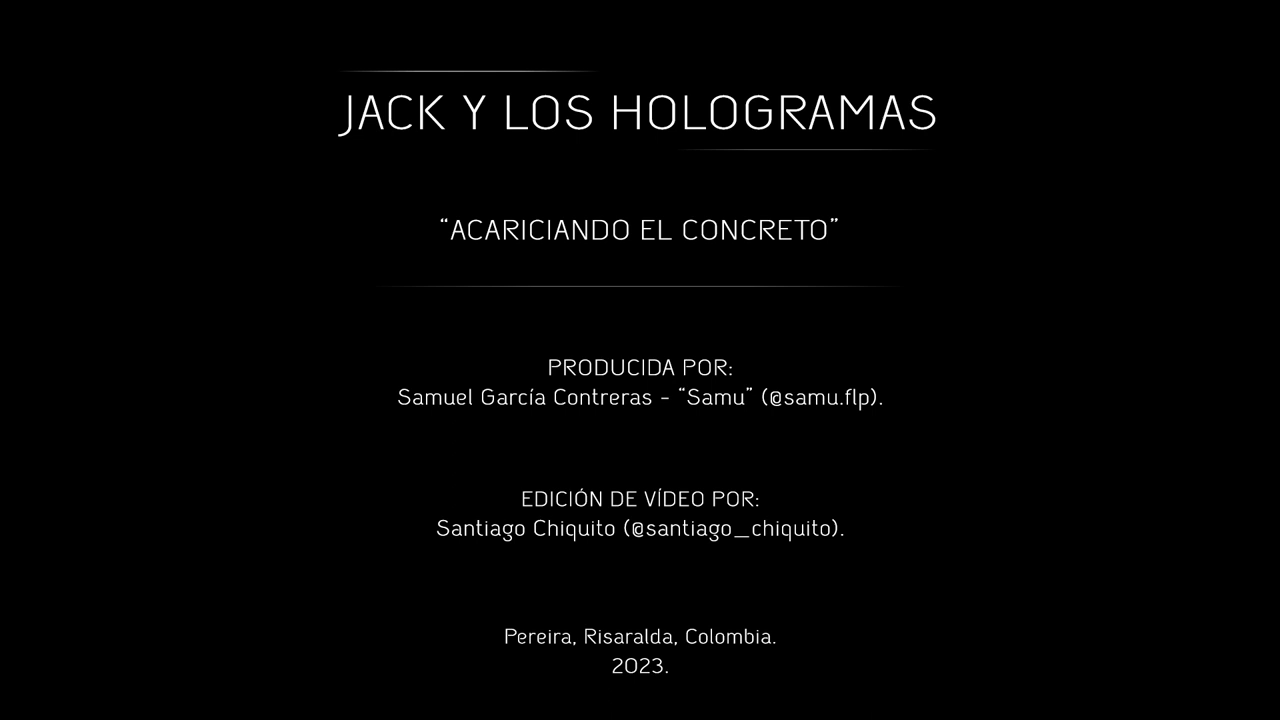 JACK Y LOS HOLOGRAMAS
“ACARICIANDO EL CONCRETO”
PRODUCIDA POR:
Samuel García Contreras - “Samu” (@samu.flp).
EDICIÓN DE VÍDEO POR:
Santiago Chiquito (@santiago_chiquito).
Pereira, Risaralda, Colombia.
2023.